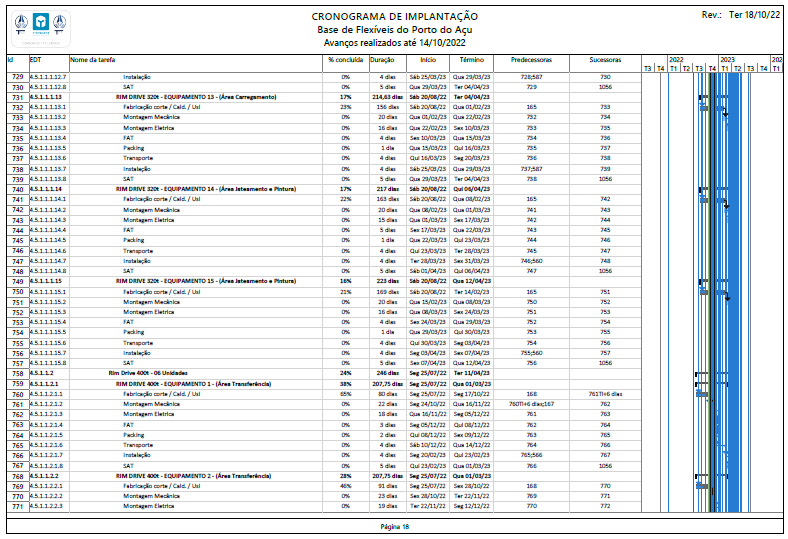 CRONOGRAMA DE IMPLANTAÇÃO
Base de Flexíveis do Porto do Açu
Avanços realizados até 14/10/2022
Rev.: Ter 18/10/22
Id EDT Nome da tarefa % concluída Duração Início Término Predecessoras Sucessoras 2022 2023 202
T3 T4 T1 T2 T3 T4 T1 T2 T3 T4 T1
729 4.5.1.1.1.12.7 Instalação 0% 4 dias Sáb 25/03/23 Qua 29/03/23 728;587 730
730 4.5.1.1.1.12.8 SAT 0% 5 dias Qua 29/03/23 Ter 04/04/23 729 1056
731 4.5.1.1.1.13 RIM DRIVE 320t - EQUIPAMENTO 13 - (Área Carregamento) 17% 214,63 dias Sáb 20/08/22 Ter 04/04/23
732 4.5.1.1.1.13.1 Fabricação corte / Cald. / Usi 23% 156 dias Sáb 20/08/22 Qua 01/02/23 165 733
733 4.5.1.1.1.13.2 Montagem Mecânica 0% 20 dias Qua 01/02/23 Qua 22/02/23 732 734
734 4.5.1.1.1.13.3 Montagem Eletrica 0% 16 dias Qua 22/02/23 Sex 10/03/23 733 735
735 4.5.1.1.1.13.4 FAT 0% 4 dias Sex 10/03/23 Qua 15/03/23 734 736
736 4.5.1.1.1.13.5 Packing 0% 1 dia Qua 15/03/23 Qui 16/03/23 735 737
737 4.5.1.1.1.13.6 Transporte 0% 4 dias Qui 16/03/23 Seg 20/03/23 736 738
738 4.5.1.1.1.13.7 Instalação 0% 4 dias Sáb 25/03/23 Qua 29/03/23 737;587 739
739 4.5.1.1.1.13.8 SAT 0% 5 dias Qua 29/03/23 Ter 04/04/23 738 1056
740 4.5.1.1.1.14 RIM DRIVE 320t - EQUIPAMENTO 14 - (Área Jateamento e Pintura) 17% 217 dias Sáb 20/08/22 Qui 06/04/23
741 4.5.1.1.1.14.1 Fabricação corte / Cald. / Usi 22% 163 dias Sáb 20/08/22 Qua 08/02/23 165 742
742 4.5.1.1.1.14.2 Montagem Mecânica 0% 20 dias Qua 08/02/23 Qua 01/03/23 741 743
743 4.5.1.1.1.14.3 Montagem Eletrica 0% 15 dias Qua 01/03/23 Sex 17/03/23 742 744
744 4.5.1.1.1.14.4 FAT 0% 5 dias Sex 17/03/23 Qua 22/03/23 743 745
745 4.5.1.1.1.14.5 Packing 0% 1 dia Qua 22/03/23 Qui 23/03/23 744 746
746 4.5.1.1.1.14.6 Transporte 0% 4 dias Qui 23/03/23 Ter 28/03/23 745 747
747 4.5.1.1.1.14.7 Instalação 0% 4 dias Ter 28/03/23 Sex 31/03/23 746;560 748
748 4.5.1.1.1.14.8 SAT 0% 5 dias Sáb 01/04/23 Qui 06/04/23 747 1056
749 4.5.1.1.1.15 RIM DRIVE 320t - EQUIPAMENTO 15 - (Área Jateamento e Pintura) 16% 223 dias Sáb 20/08/22 Qua 12/04/23
750 4.5.1.1.1.15.1 Fabricação corte / Cald. / Usi 21% 169 dias Sáb 20/08/22 Ter 14/02/23 165 751
751 4.5.1.1.1.15.2 Montagem Mecânica 0% 20 dias Qua 15/02/23 Qua 08/03/23 750 752
752 4.5.1.1.1.15.3 Montagem Eletrica 0% 16 dias Qua 08/03/23 Sex 24/03/23 751 753
753 4.5.1.1.1.15.4 FAT 0% 4 dias Sex 24/03/23 Qua 29/03/23 752 754
754 4.5.1.1.1.15.5 Packing 0% 1 dia Qua 29/03/23 Qui 30/03/23 753 755
755 4.5.1.1.1.15.6 Transporte 0% 4 dias Qui 30/03/23 Seg 03/04/23 754 756
756 4.5.1.1.1.15.7 Instalação 0% 4 dias Seg 03/04/23 Sex 07/04/23 755;560 757
757 4.5.1.1.1.15.8 SAT 0% 5 dias Sex 07/04/23 Qua 12/04/23 756 1056
758 4.5.1.1.2 Rim Drive 400t - 06 Unidades 24% 246 dias Seg 25/07/22 Ter 11/04/23
759 4.5.1.1.2.1 RIM DRIVE 400t - EQUIPAMENTO 1 - (Área Transferência) 38% 207,75 dias Seg 25/07/22 Qua 01/03/23
760 4.5.1.1.2.1.1 Fabricação corte / Cald. / Usi 65% 80 dias Seg 25/07/22 Seg 17/10/22 168 761TI+6 dias
761 4.5.1.1.2.1.2 Montagem Mecânica 0% 22 dias Seg 24/10/22 Qua 16/11/22 760TI+6 dias;167 762
762 4.5.1.1.2.1.3 Montagem Eletrica 0% 18 dias Qua 16/11/22 Seg 05/12/22 761 763
763 4.5.1.1.2.1.4 FAT 0% 3 dias Seg 05/12/22 Qui 08/12/22 762 764
764 4.5.1.1.2.1.5 Packing 0% 2 dias Qui 08/12/22 Sex 09/12/22 763 765
765 4.5.1.1.2.1.6 Transporte 0% 4 dias Sáb 10/12/22 Qua 14/12/22 764 766
766 4.5.1.1.2.1.7 Instalação 0% 4 dias Seg 20/02/23 Qui 23/02/23 765;567 767
767 4.5.1.1.2.1.8 SAT 0% 5 dias Qui 23/02/23 Qua 01/03/23 766 1056
768 4.5.1.1.2.2 RIM DRIVE 400t - EQUIPAMENTO 2 - (Área Transferência) 28% 207,75 dias Seg 25/07/22 Qua 01/03/23
769 4.5.1.1.2.2.1 Fabricação corte / Cald. / Usi 46% 91 dias Seg 25/07/22 Sex 28/10/22 168 770
770 4.5.1.1.2.2.2 Montagem Mecânica 0% 23 dias Sex 28/10/22 Ter 22/11/22 769 771
771 4.5.1.1.2.2.3 Montagem Eletrica 0% 19 dias Ter 22/11/22 Seg 12/12/22 770 772
Página 18